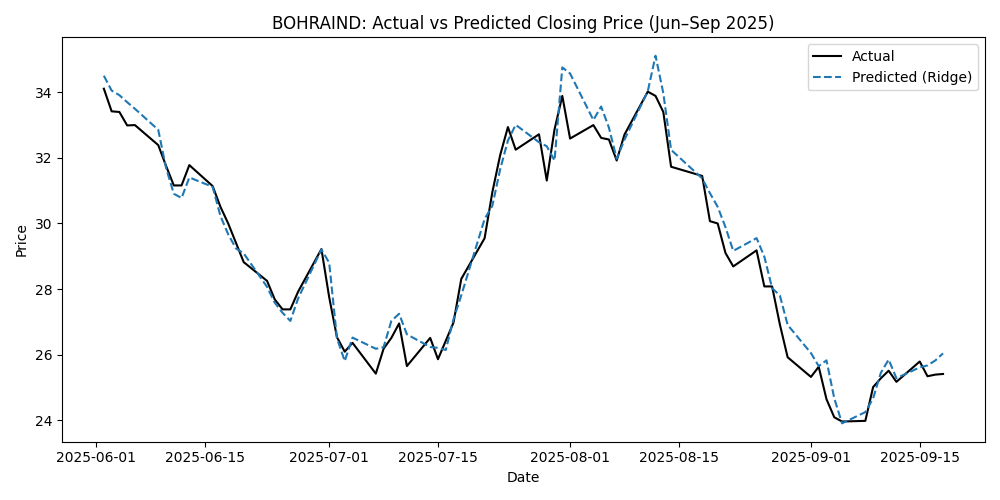 BOHRAIND: Actual vs Predicted Closing Price (Jun–Sep 2025)
Actual
Predicted (Ridge)
Price
34
32
30
28
26
24
2025-06-01 2025-06-15 2025-07-01 2025-07-15 2025-08-01 2025-08-15 2025-09-01 2025-09-15
Date